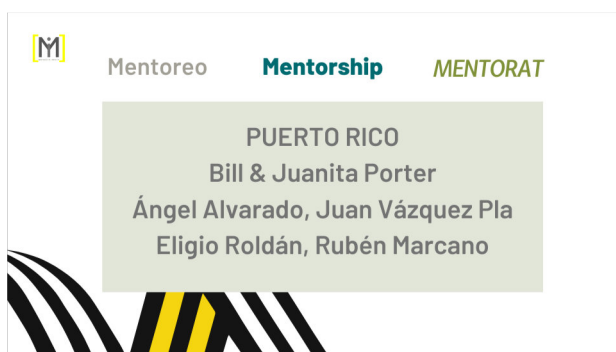 [M]
Mentoreo Mentorship MENTORAT
PUERTO RICO
Bill & Juanita Porter
Ángel Alvarado, Juan Vázquez Pla
Eligio Roldán, Rubén Marcano